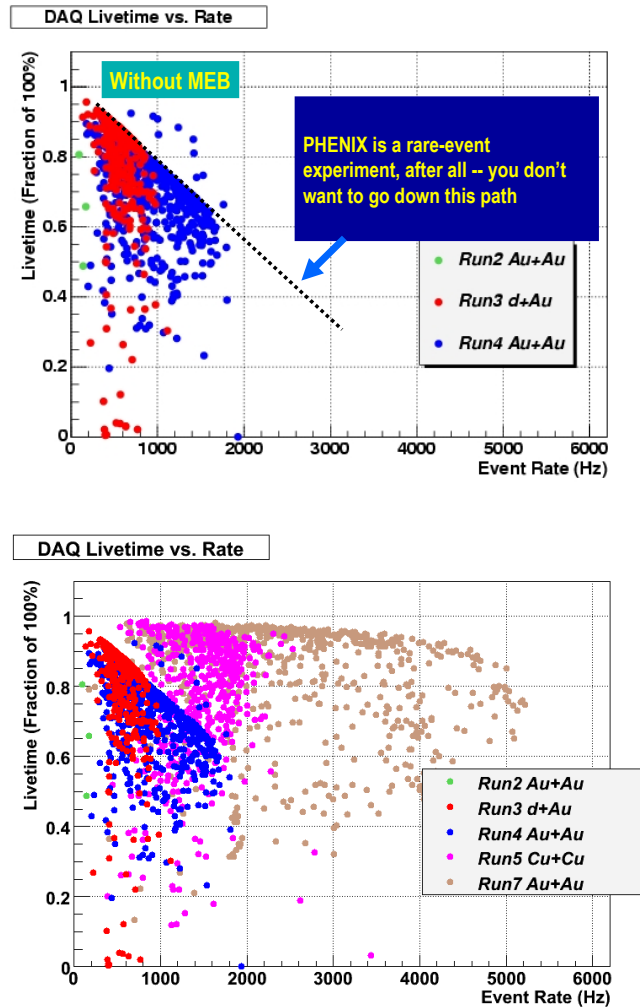 DAQ Livetime vs. Rate
Livetime (Fraction of 100%)
1
0.8
0.6
0.4
0.2
0
Without MEB
PHENIX is a rare-event
experiment, after all -- you don't
want to go down this path
Run2 Au+Au
Run3 d+Au
Run4 Au+Au
0 1000 2000 3000 4000 5000 6000
Event Rate (Hz)
DAQ Livetime vs. Rate
Livetime (Fraction of 100%)
1
0.8
0.6
0.4
0.2
0
Run2 Au+Au
Run3 d+Au
Run4 Au+Au
Run5 Cu+Cu
Run7 Au+Au
0 1000 2000 3000 4000 5000 6000
Event Rate (Hz)